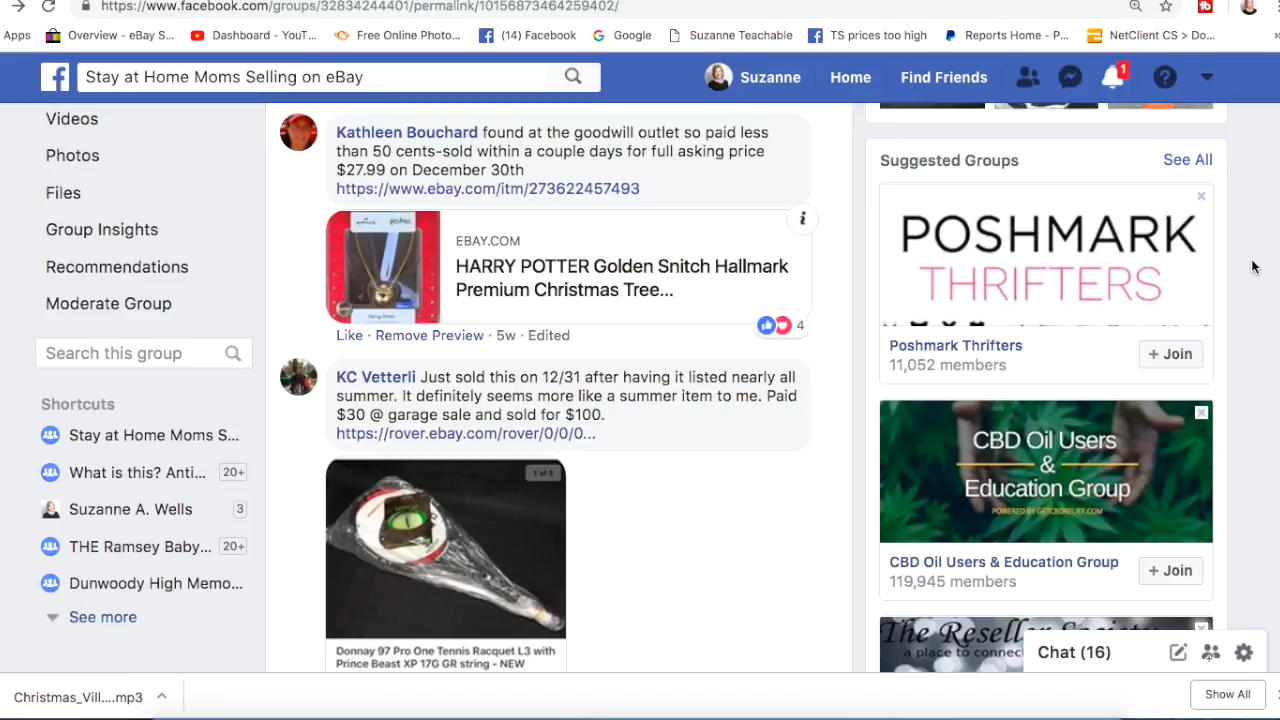 https://www.facebook.com/groups/32834244401/permalink/10156873464259402/
Apps
Overview - eBay S...
Dashboard - YouT...
Free Online Photo...
(14) Facebook
Google
Suzanne Teachable
TS prices too high
Reports Home - P...
NetClient CS > Do...
Stay at Home Moms Selling on eBay
Suzanne
Home
Find Friends
1
Videos
Photos
Files
Group Insights
Recommendations
Moderate Group
Search this group
Shortcuts
Stay at Home Moms S...
What is this? Anti... 20+
Suzanne A. Wells 3
THE Ramsey Baby... 20+
Dunwoody High Memo...
See more
Kathleen Bouchard found at the goodwill outlet so paid less
than 50 cents-sold within a couple days for full asking price
$27.99 on December 30th
https://www.ebay.com/itm/273622457493
EBAY.COM
HARRY POTTER Golden Snitch Hallmark
Premium Christmas Tree...
4
Like · Remove Preview · 5w · Edited
KC Vetterli Just sold this on 12/31 after having it listed nearly all
summer. It definitely seems more like a summer item to me. Paid
$30 @ garage sale and sold for $100.
https://rover.ebay.com/rover/0/0/0...
Donnay 97 Pro One Tennis Racquet L3 with
Prince Beast XP 17G GR string - NEW
Suggested Groups
See All
POSHMARK
THRIFTERS
Poshmark Thrifters
11,052 members
+ Join
CBD Oil Users
&
Education Group
POWERED BY GETCBDRELIEF.COM
CBD Oil Users & Education Group
119,945 members
+ Join
The Reseller Society
a place to connec
Chat (16)
Christmas_Vill....mp3
Show All